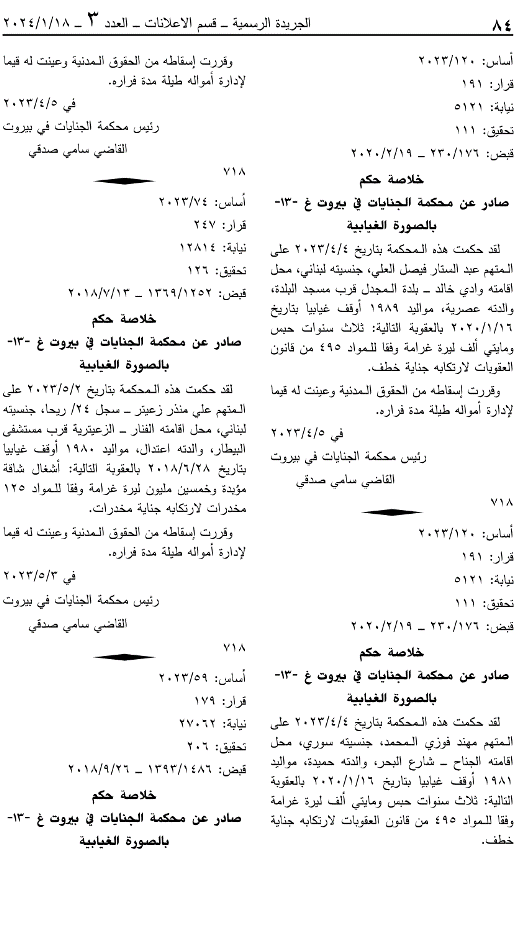 ٨٤
الجريدة الرسمية ــ قسم الاعلانات ــ العدد ٣ ــ ٢٠٢٤/١/١٨
أساس: ٢٠٢٣/١٢٠
قرار: ١٩١
نيابة: ٥١٢١
تحقيق: ١١١
قبض: ٢٣٠/١٧٦ ــ ٢٠٢٠/٢/١٩
خلاصة حكم
صادر عن محكمة الجنايات في بيروت غ -١٣-
بالصورة الغيابية
لقد حكمت هذه المحكمة بتاريخ ٢٠٢٣/٤/٤ على
المتهم عبد الستار فيصل العلي، جنسيته لبناني، محل
اقامته وادي خالد ــ بلدة المجدل قرب مسجد البلدة،
والدته عصرية، مواليد ١٩٨٩ أوقف غيابيا بتاريخ
٢٠٢٠/١/١٦ بالعقوبة التالية: ثلاث سنوات حبس
ومايتي ألف ليرة غرامة وفقا للمواد ٤٩٥ من قانون
العقوبات لارتكابه جناية خطف.
وقررت إسقاطه من الحقوق المدنية وعينت له قيما
لإدارة أمواله طيلة مدة فراره.
في ٢٠٢٣/٤/٥
رئيس محكمة الجنايات في بيروت
القاضي سامي صدقي
٧١٨
أساس: ٢٠٢٣/١٢٠
قرار: ١٩١
نيابة: ٥١٢١
تحقيق: ١١١
قبض: ٢٣٠/١٧٦ ــ ٢٠٢٠/٢/١٩
خلاصة حكم
صادر عن محكمة الجنايات في بيروت غ -١٣-
بالصورة الغيابية
لقد حكمت هذه المحكمة بتاريخ ٢٠٢٣/٤/٤ على
المتهم مهند فوزي المحمد، جنسيته سوري، محل
اقامته الجناح ــ شارع البحر، والدته حميدة، مواليد
١٩٨١ أوقف غيابيا بتاريخ ٢٠٢٠/١/١٦ بالعقوبة
التالية: ثلاث سنوات حبس ومايتي ألف ليرة غرامة
وفقا للمواد ٤٩٥ من قانون العقوبات لارتكابه جناية
خطف.
وقررت إسقاطه من الحقوق المدنية وعينت له قيما
لإدارة أمواله طيلة مدة فراره.
في ٢٠٢٣/٤/٥
رئيس محكمة الجنايات في بيروت
القاضي سامي صدقي
٧١٨
أساس: ٢٠٢٣/٧٤
قرار: ٢٤٧
نيابة: ١٢٨١٤
تحقيق: ١٢٦
قبض: ١٣٦٩/١٢٥٢ ــ ٢٠١٨/٧/١٣
خلاصة حكم
صادر عن محكمة الجنايات في بيروت غ -١٣-
بالصورة الغيابية
لقد حكمت هذه المحكمة بتاريخ ٢٠٢٣/٥/٢ على
المتهم علي منذر زعيتر ــ سجل ٢٤/ ريحا، جنسيته
لبناني، محل اقامته الفنار ــ الزعيترية قرب مستشفى
البيطار، والدته اعتدال، مواليد ١٩٨٠ أوقف غيابيا
بتاريخ ٢٠١٨/٦/٢٨ بالعقوبة التالية: أشغال شاقة
مؤبدة وخمسين مليون ليرة غرامة وفقا للمواد ١٢٥
مخدرات لارتكابه جناية مخدرات.
وقررت إسقاطه من الحقوق المدنية وعينت له قيما
لإدارة أمواله طيلة مدة فراره.
في ٢٠٢٣/٥/٣
رئيس محكمة الجنايات في بيروت
القاضي سامي صدقي
٧١٨
أساس: ٢٠٢٣/٥٩
قرار: ١٧٩
نيابة: ٢٧٠٦٢
تحقيق: ٢٠٦
قبض: ١٣٩٣/١٤٨٦ ــ ٢٠١٨/٩/٢٦
خلاصة حكم
صادر عن محكمة الجنايات في بيروت غ -١٣-
بالصورة الغيابية